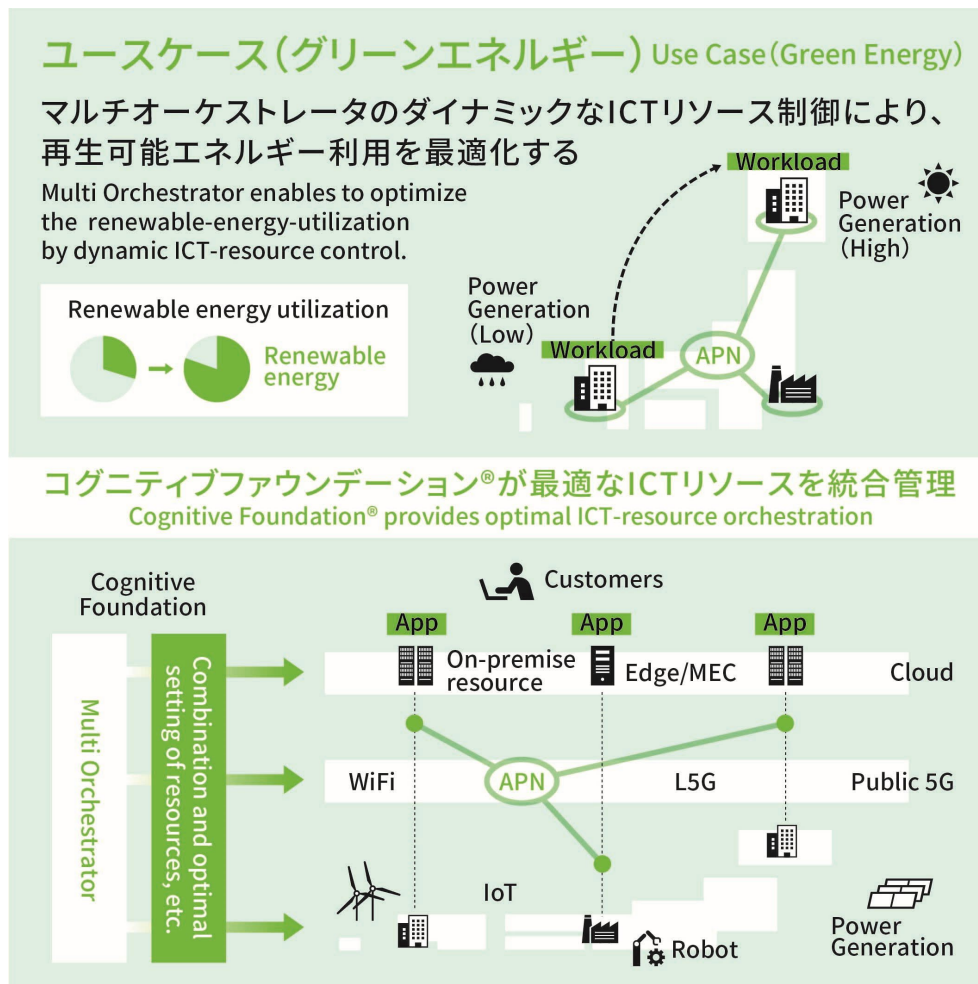 ユースケース(グリーンエネルギー) Use Case(Green Energy)
マルチオーケストレータのダイナミックなICTリソース制御により、
再生可能エネルギー利用を最適化する
Multi Orchestrator enables to optimize
the renewable-energy-utilization
by dynamic ICT-resource control.
Workload
Power
Generation
(High)
Power
Generation
(Low)
Workload
APN
Renewable energy utilization
Renewable
energy
コグニティブファウンデーション®が最適なICTリソースを統合管理
Cognitive Foundation® provides optimal ICT-resource orchestration
Cognitive
Foundation
Multi Orchestrator
Combination and optimal
setting of resources, etc.
Customers
App
App
App
On-premise
resource
Edge/MEC
Cloud
WiFi
APN
L5G
Public 5G
IoT
Robot
Power
Generation